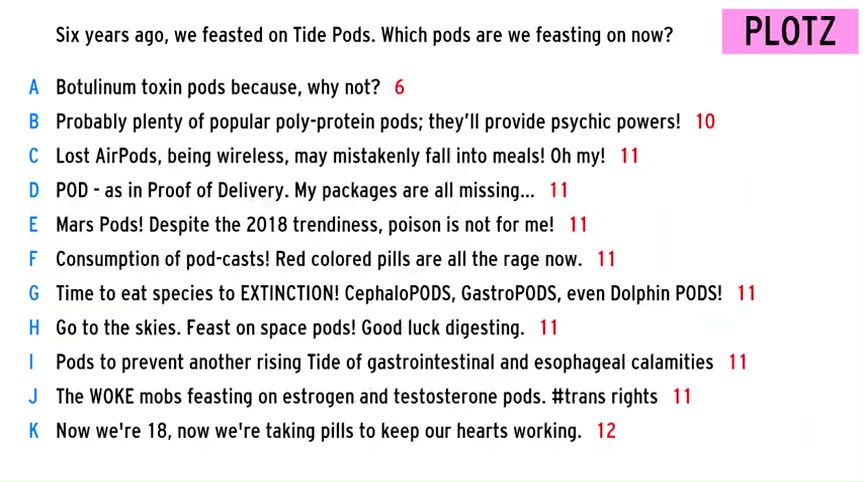 Six years ago, we feasted on Tide Pods. Which pods are we feasting on now?
PLOTZ
A Botulinum toxin pods because, why not? 6
B Probably plenty of popular poly-protein pods; they'll provide psychic powers! 10
C Lost AirPods, being wireless, may mistakenly fall into meals! Oh my! 11
D POD - as in Proof of Delivery. My packages are all missing... 11
E Mars Pods! Despite the 2018 trendiness, poison is not for me! 11
F Consumption of pod-casts! Red colored pills are all the rage now. 11
G Time to eat species to EXTINCTION! CephaloPODS, GastroPODS, even Dolphin PODS! 11
H Go to the skies. Feast on space pods! Good luck digesting. 11
I Pods to prevent another rising Tide of gastrointestinal and esophageal calamities 11
J The WOKE mobs feasting on estrogen and testosterone pods. #trans rights 11
K Now we're 18, now we're taking pills to keep our hearts working. 12